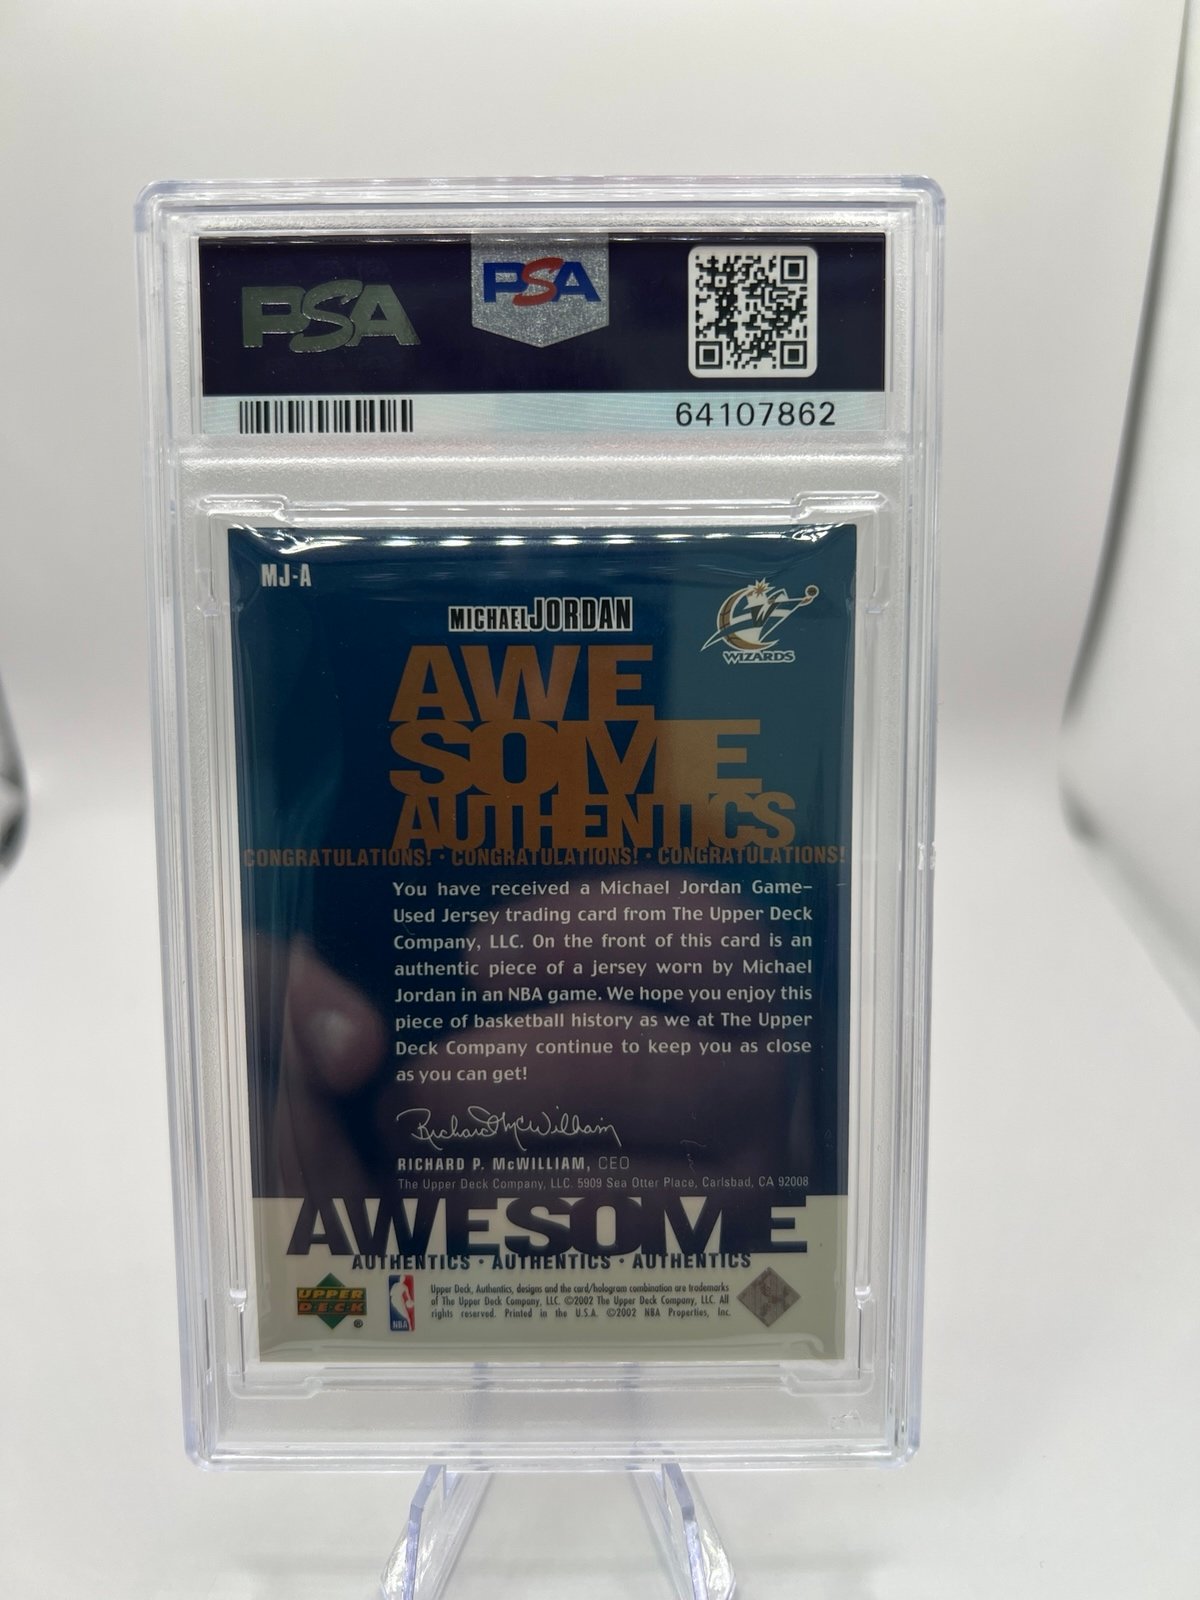 PSA
PSA
64107862
MJ-A
MICHAEL JORDAN
WIZARDS
AWE
SOME
AUTHENTICS
CONGRATULATIONS! · CONGRATULATIONS! · CONGRATULATIONS!
You have received a Michael Jordan Game-
Used Jersey trading card from The Upper Deck
Company, LLC. On the front of this card is an
authentic piece of a jersey worn by Michael
Jordan in an NBA game. We hope you enjoy this
piece of basketball history as we at The Upper
Deck Company continue to keep you as close
as you can get!
Richard McWilliam
RICHARD P. McWILLIAM, CEO
The Upper Deck Company, LLC. 5909 Sea Otter Place, Carlsbad, CA 92008
AWESOME
AUTHENTICS · AUTHENTICS · AUTHENTICS
UPPER
DECK
®
NBA
Upper Deck, Authentics, designs and the card/hologram combination are trademarks
of The Upper Deck Company, LLC. ©2002 The Upper Deck Company, LLC. All
rights reserved. Printed in the U.S.A. ©2002 NBA Properties, Inc.